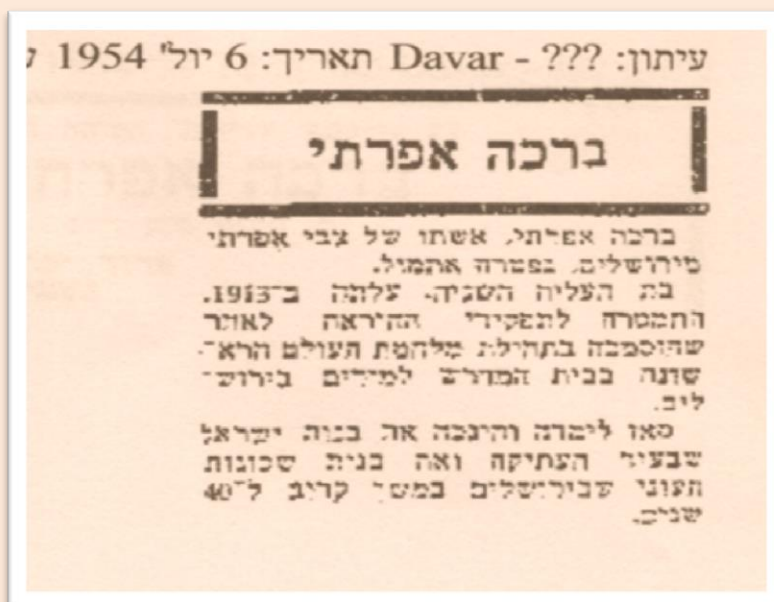 עיתון: ??? - Davar תאריך: 6 יול' 1954
ברכה אפרתי
ברכה אפרתי, אשתו של צבי אפרתי
מירושלים, נפטרה אתמול.
בת העליה השניה. עלתה ב־1913.
התמסרה לתפקידי ההוראה לאחר
שהוסמכה בתחילת מלחמת העולם הרא־
שונה בבית המדרש למורים בירוש־
לים.
מאז לימדה וחינכה את בנות ישראל
שבעיר העתיקה ואת בנות שכונות
העוני שבירושלים במשך קרוב ל־40
שנים.